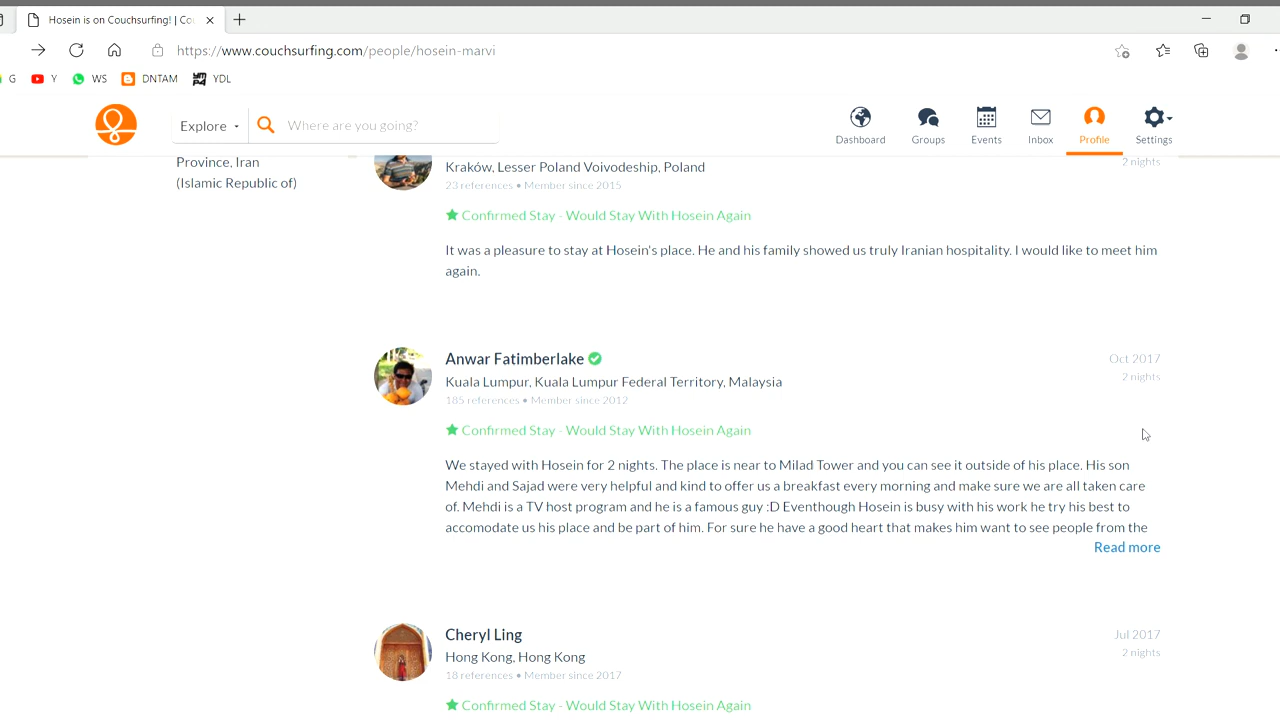 Hosein is on Couchsurfing! | Co
https://www.couchsurfing.com/people/hosein-marvi
G Y WS DNTAM YDL
Explore Where are you going? Dashboard Groups Events Inbox Profile Settings
Province, Iran
(Islamic Republic of)
Kraków, Lesser Poland Voivodeship, Poland
2 nights
23 references • Member since 2015
Confirmed Stay - Would Stay With Hosein Again
It was a pleasure to stay at Hosein's place. He and his family showed us truly Iranian hospitality. I would like to meet him
again.
Anwar Fatimberlake
Oct 2017
Kuala Lumpur, Kuala Lumpur Federal Territory, Malaysia
2 nights
185 references • Member since 2012
Confirmed Stay - Would Stay With Hosein Again
We stayed with Hosein for 2 nights. The place is near to Milad Tower and you can see it outside of his place. His son
Mehdi and Sajad were very helpful and kind to offer us a breakfast every morning and make sure we are all taken care
of. Mehdi is a TV host program and he is a famous guy :D Eventhough Hosein is busy with his work he try his best to
accomodate us his place and be part of him. For sure he have a good heart that makes him want to see people from the
Read more
Cheryl Ling
Jul 2017
Hong Kong, Hong Kong
2 nights
18 references • Member since 2017
Confirmed Stay - Would Stay With Hosein Again